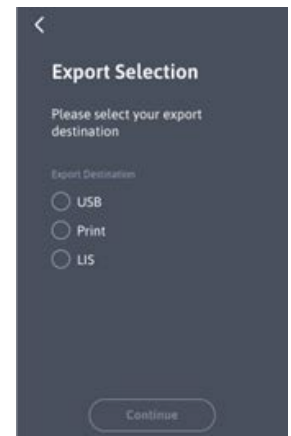 Export Selection
Please select your export
destination
Export Destination
USB
Print
LIS
Continue